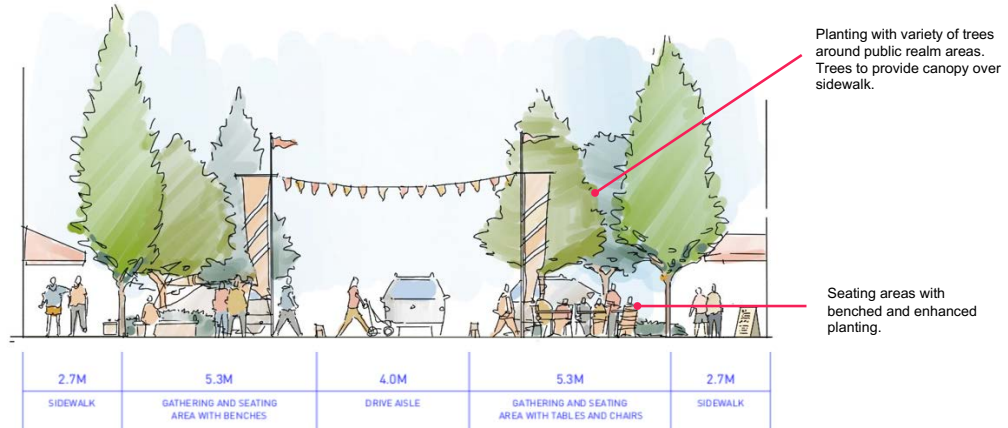 Planting with variety of trees
around public realm areas.
Trees to provide canopy over
sidewalk.
Seating areas with
benched and enhanced
planting.
2.7M
5.3M
4.0M
5.3M
2.7M
SIDEWALK
GATHERING AND SEATING
AREA WITH BENCHES
DRIVE AISLE
GATHERING AND SEATING
AREA WITH TABLES AND CHAIRS
SIDEWALK